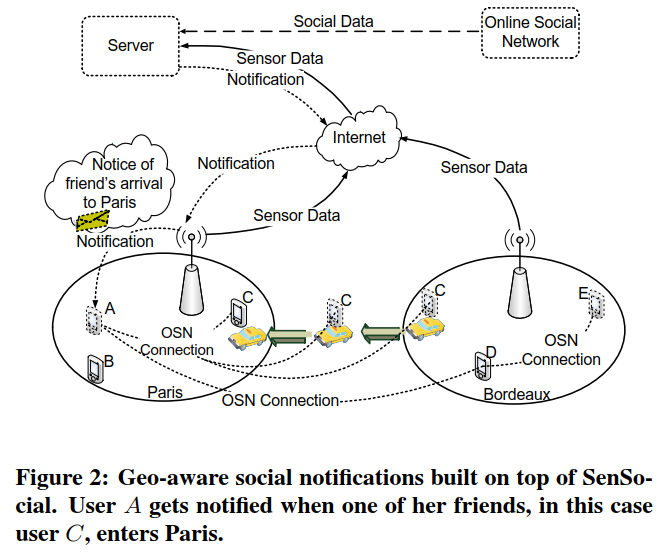 Social Data
Server
Online Social
Network
Sensor Data
Notification
Internet
Notice of
friend's arrival
to Paris
Notification
Sensor Data
Sensor Data
Notification
A
B
C
C
C
D
E
OSN
Connection
OSN
Connection
Paris
OSN Connection
Bordeaux
Figure 2: Geo-aware social notifications built on top of SenSo-
cial. User A gets notified when one of her friends, in this case
user C, enters Paris.